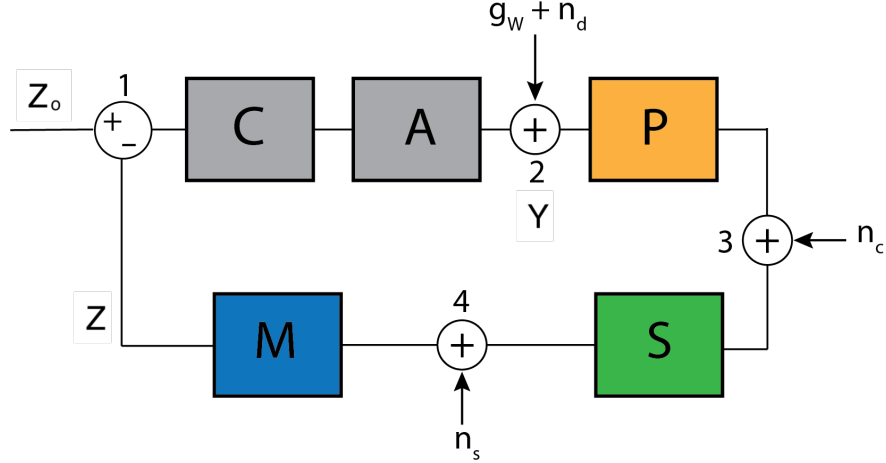 g_W + n_d
Z_o
1
+
−
C
A
+
P
2
Y
3
+
n_c
4
Z
M
+
S
n_s